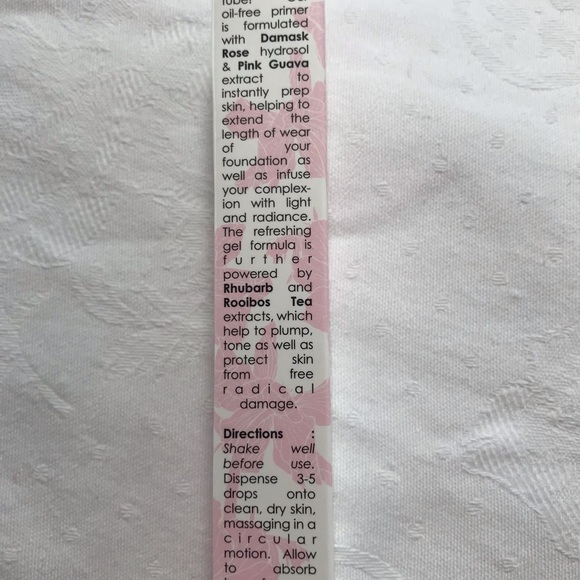 oil-free primer
is formulated
with Damask
Rose hydrosol
& Pink Guava
extract to
instantly prep
skin, helping to
extend the
length of wear
of your
foundation as
well as infuse
your complex-
ion with light
and radiance.
The refreshing
gel formula is
further
powered by
Rhubarb and
Rooibos Tea
extracts, which
help to plump,
tone as well as
protect skin
from free
radical
damage.
Directions :
Shake well
before use.
Dispense 3-5
drops onto
clean, dry skin,
massaging in a
circular
motion. Allow
to absorb